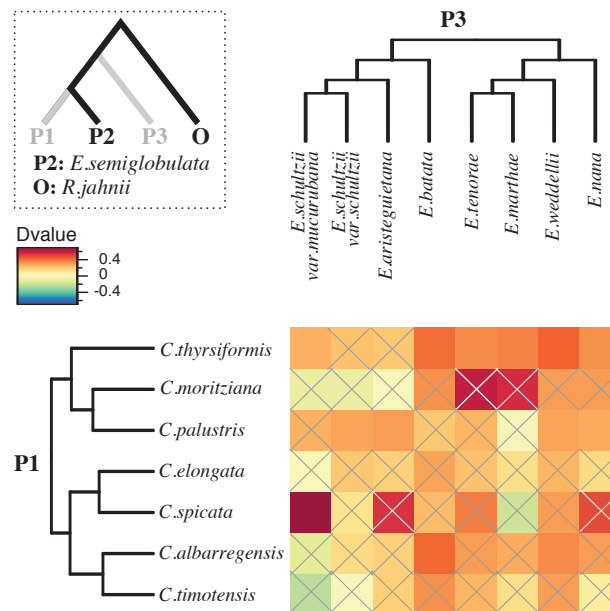 P1 P2 P3 O
P2: E.semiglobulata
O: R.jahnii
P3
E.schultzii
var.mucurubana
E.schultzii
var.schultzii
E.aristeguietana
E.batata
E.tenorae
E.marthae
E.weddellii
E.nana
Dvalue
0.4
0
-0.4
P1
C.thyrsiformis
C.moritziana
C.palustris
C.elongata
C.spicata
C.albarregensis
C.timotensis